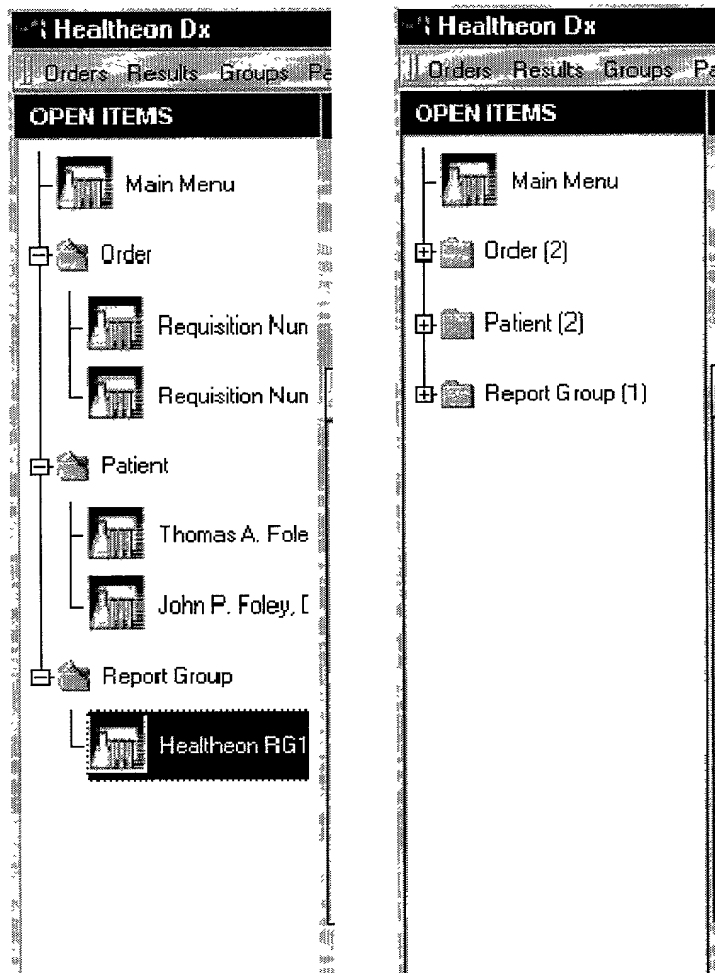 Healtheon Dx
Orders Results Groups Pa
OPEN ITEMS
Main Menu
Order
Requisition Nun
Requisition Nun
Patient
Thomas A. Fole
John P. Foley, D
Report Group
Healtheon RG1
Healtheon Dx
Orders Results Groups Pa
OPEN ITEMS
Main Menu
Order (2)
Patient (2)
Report Group (1)